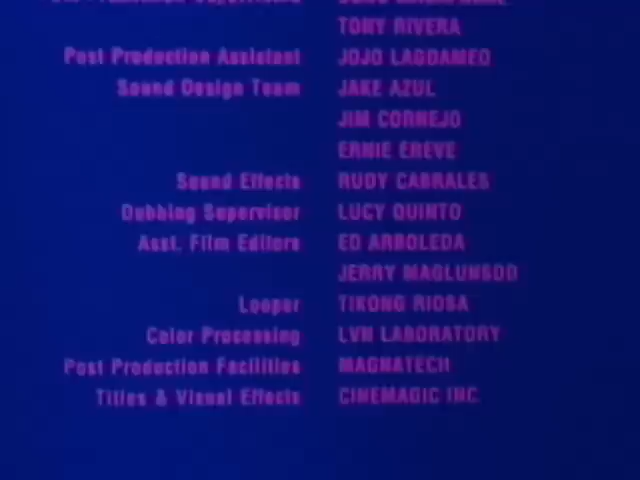 TONY RIVERA
Post Production Assistant JOJO LAGDAMEO
Sound Design Team JAKE AZUL
JIM CORNEJO
ERNIE EREVE
Sound Effects RUDY CABRALES
Dubbing Supervisor LUCY QUINTO
Asst. Film Editors ED ARBOLEDA
JERRY MAGLUNSOD
Looper TIKONG RIOSA
Color Processing LVN LABORATORY
Post Production Facilities MAGNATECH
Titles & Visual Effects CINEMAGIC INC.